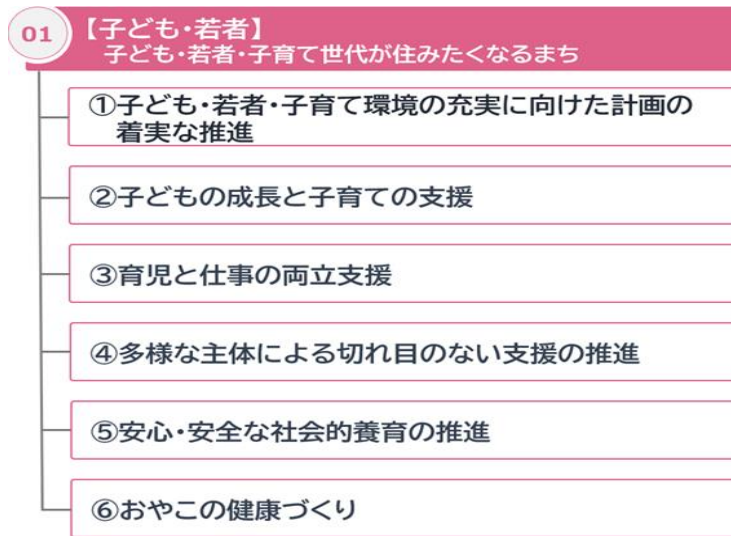 01
【子ども・若者】
子ども・若者・子育て世代が住みたくなるまち
①子ども・若者・子育て環境の充実に向けた計画の
着実な推進
②子どもの成長と子育ての支援
③育児と仕事の両立支援
④多様な主体による切れ目のない支援の推進
⑤安心・安全な社会的養育の推進
⑥おやこの健康づくり